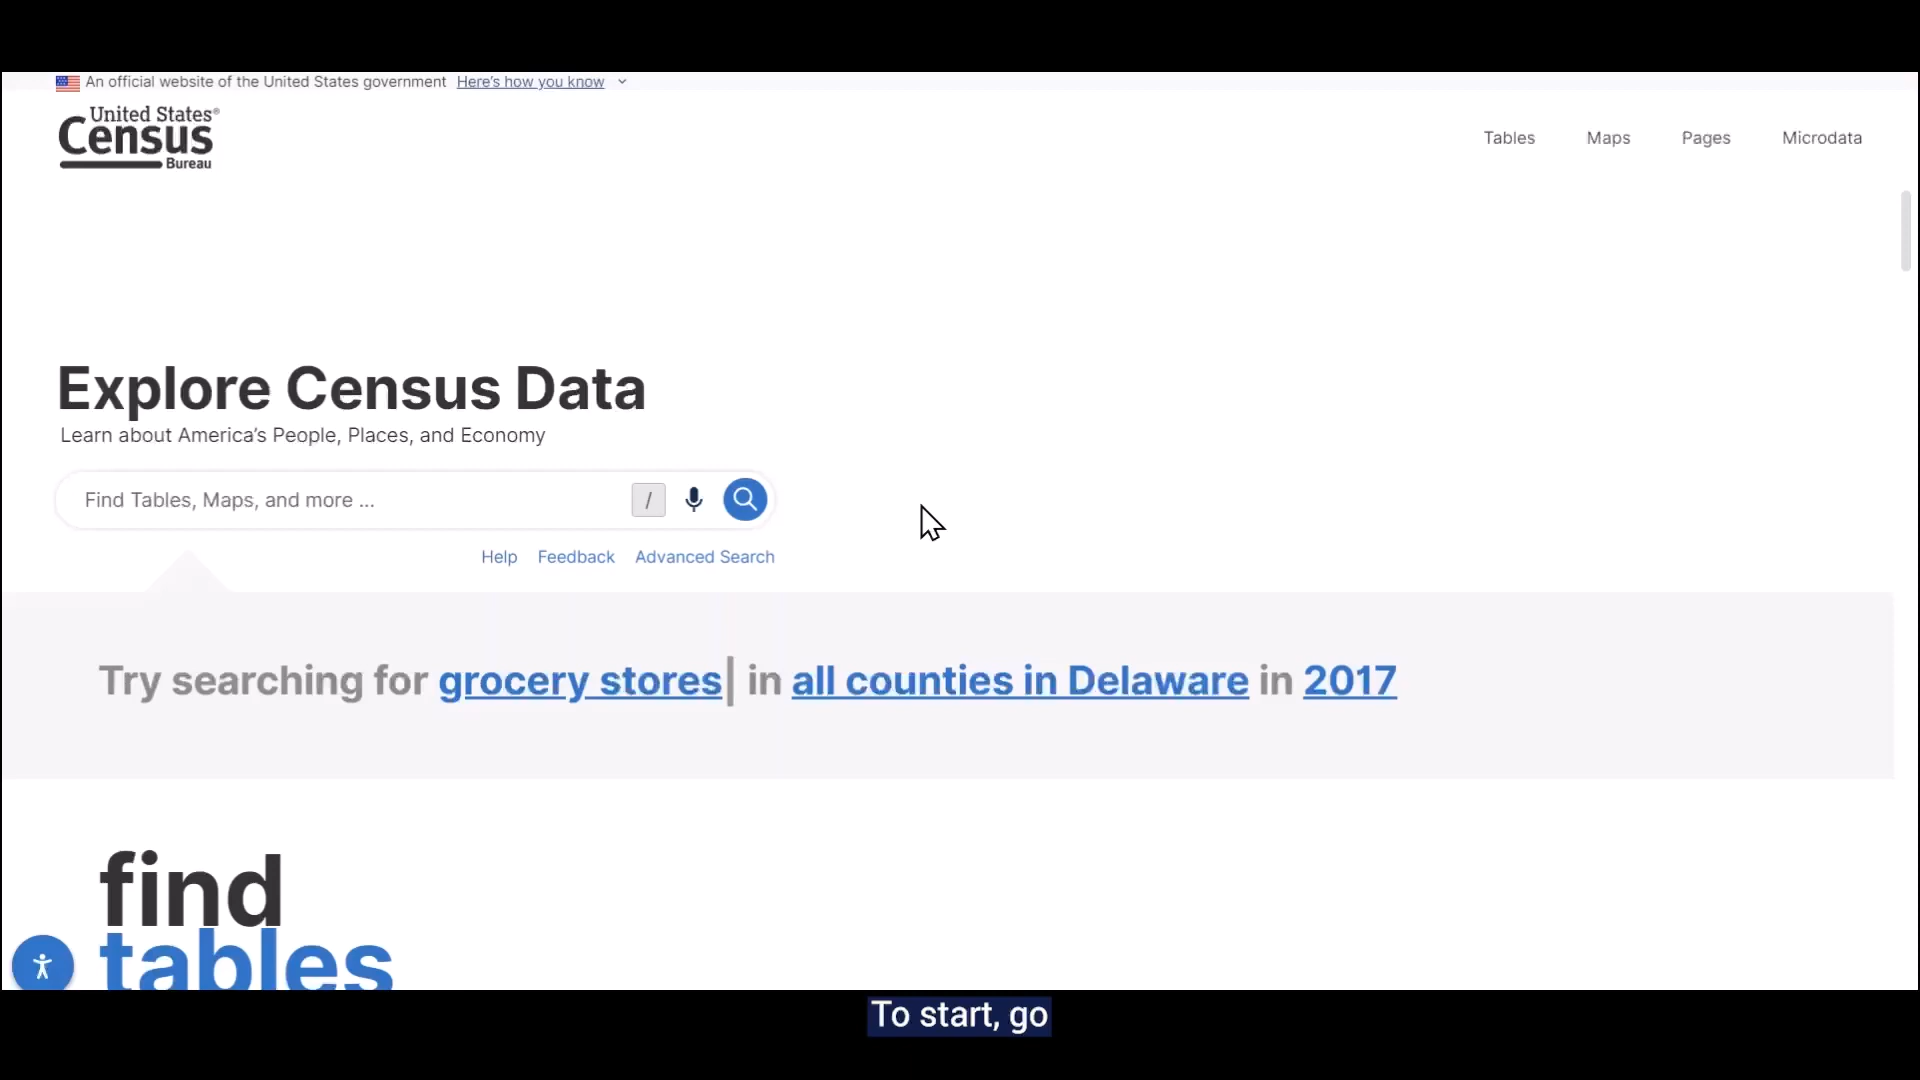 An official website of the United States government Here's how you know
United States®
Census
Bureau
Tables Maps Pages Microdata
Explore Census Data
Learn about America's People, Places, and Economy
Find Tables, Maps, and more ... /
Help Feedback Advanced Search
Try searching for grocery stores| in all counties in Delaware in 2017
find
tables
To start, go